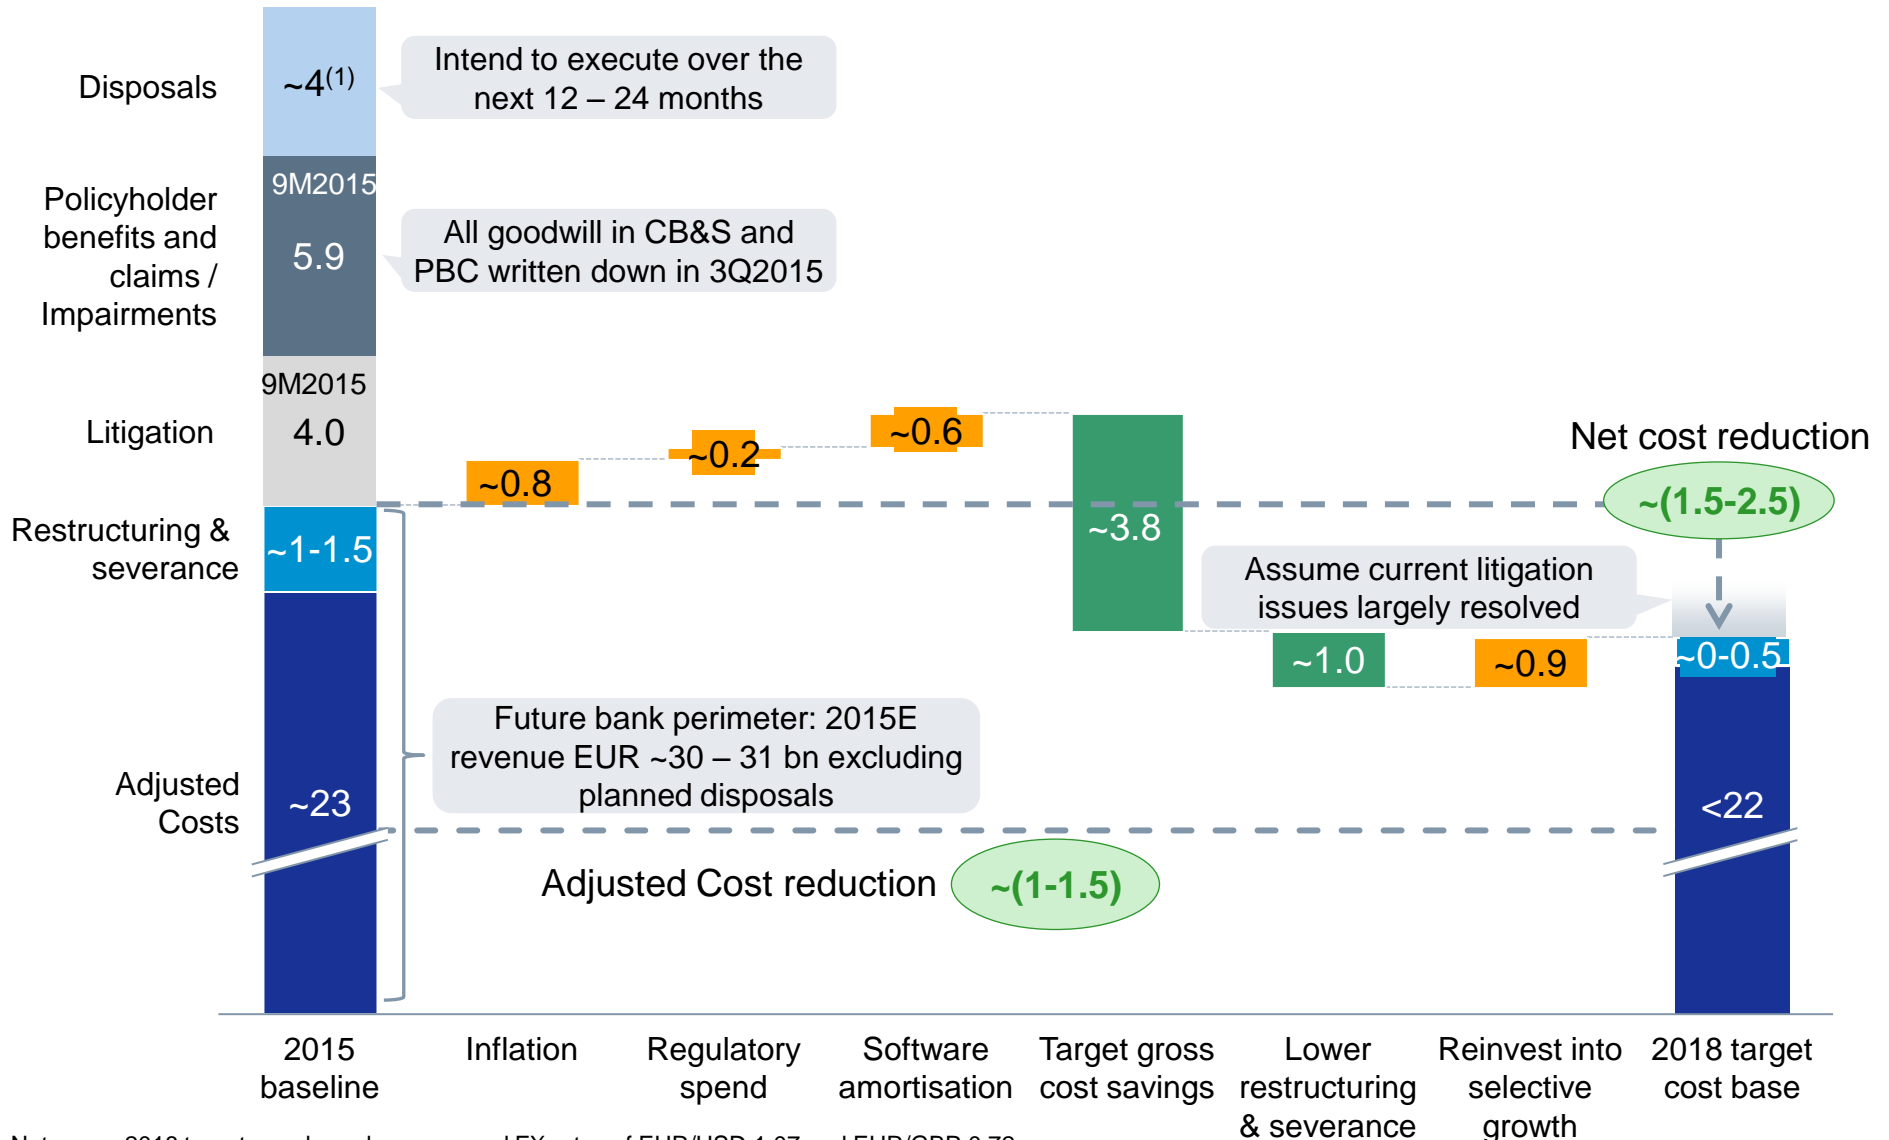 Disposals
~4(1)
Intend to execute over the
next 12 – 24 months
Policyholder
benefits and
claims /
Impairments
9M2015
5.9
All goodwill in CB&S and
PBC written down in 3Q2015
9M2015
Litigation
4.0
~0.8
~0.2
~0.6
~3.8
Net cost reduction
~(1.5-2.5)
Restructuring &
severance
~1-1.5
Assume current litigation
issues largely resolved
~1.0
~0.9
~0-0.5
Future bank perimeter: 2015E
revenue EUR ~30 – 31 bn excluding
planned disposals
Adjusted
Costs
~23
<22
Adjusted Cost reduction
~(1-1.5)
2015
baseline
Inflation
Regulatory
spend
Software
amortisation
Target gross
cost savings
Lower
restructuring
& severance
Reinvest into
selective
growth
2018 target
cost base